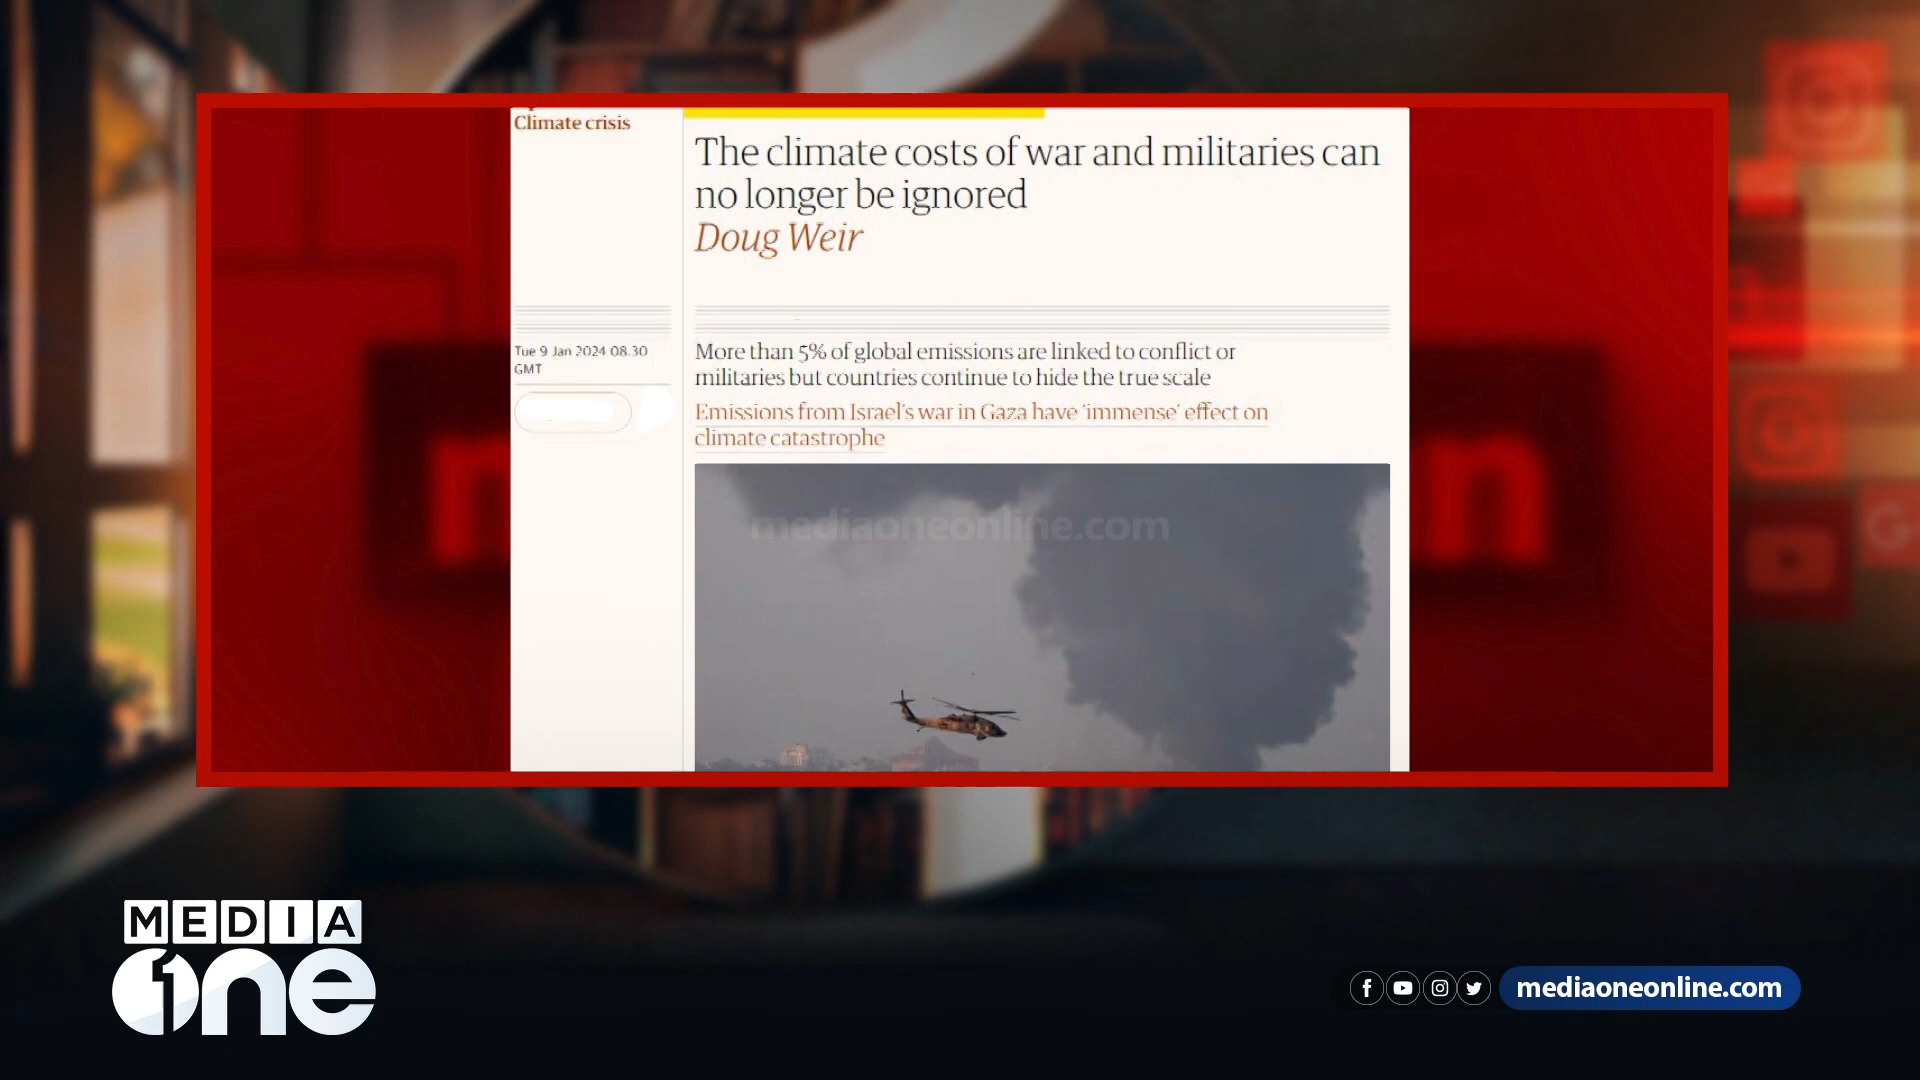 Climate crisis
The climate costs of war and militaries can
no longer be ignored
Doug Weir
Tue 9 Jan 2024 08.30
GMT
More than 5% of global emissions are linked to conflict or
militaries but countries continue to hide the true scale
Emissions from Israel's war in Gaza have 'immense' effect on
climate catastrophe
mediaoneonline.com
n
n
G
MEDIA
one
mediaoneonline.com